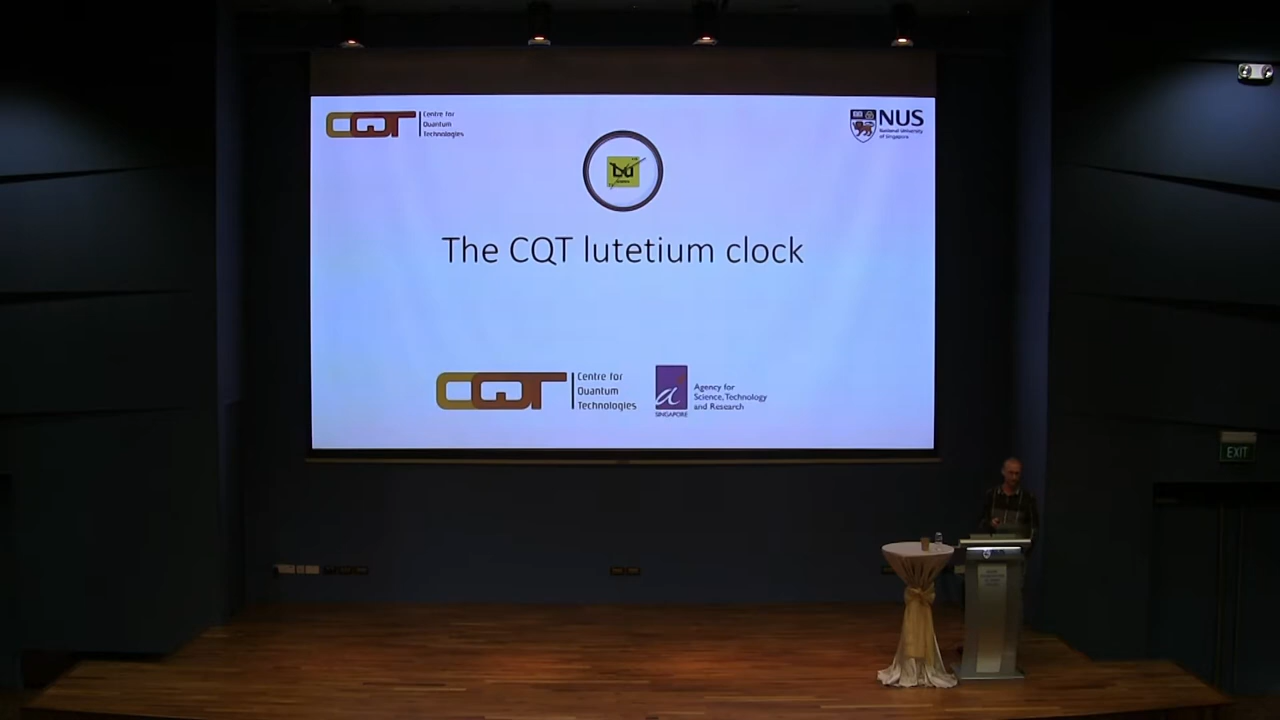 CQT
Centre for
Quantum
Technologies
NUS
National University
of Singapore
Lu
The CQT lutetium clock
CQT
Centre for
Quantum
Technologies
a
SINGAPORE
Agency for
Science, Technology
and Research
EXIT